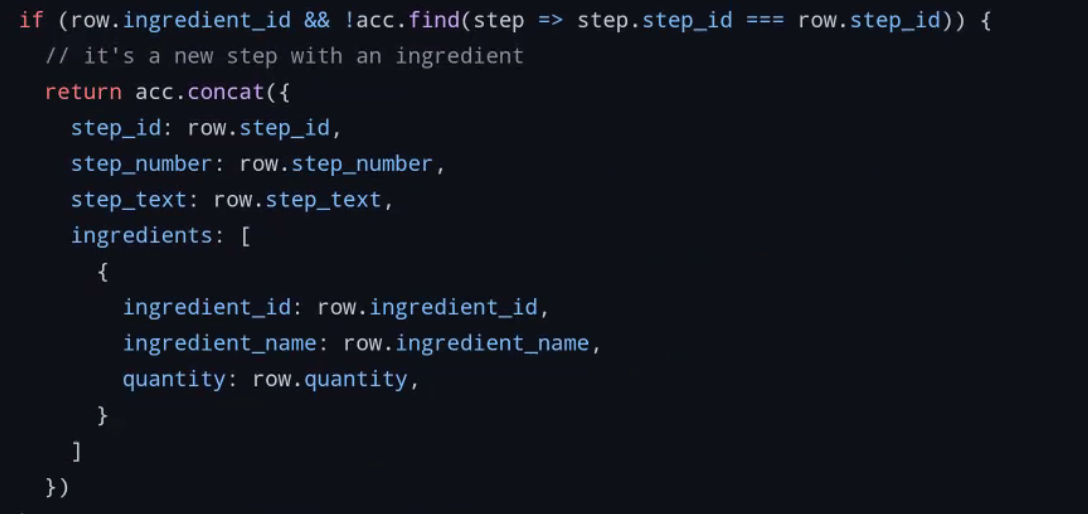 if (row.ingredient_id && !acc.find(step => step.step_id === row.step_id)) {
  // it's a new step with an ingredient
  return acc.concat({
    step_id: row.step_id,
    step_number: row.step_number,
    step_text: row.step_text,
    ingredients: [
      {
        ingredient_id: row.ingredient_id,
        ingredient_name: row.ingredient_name,
        quantity: row.quantity,
      }
    ]
  })